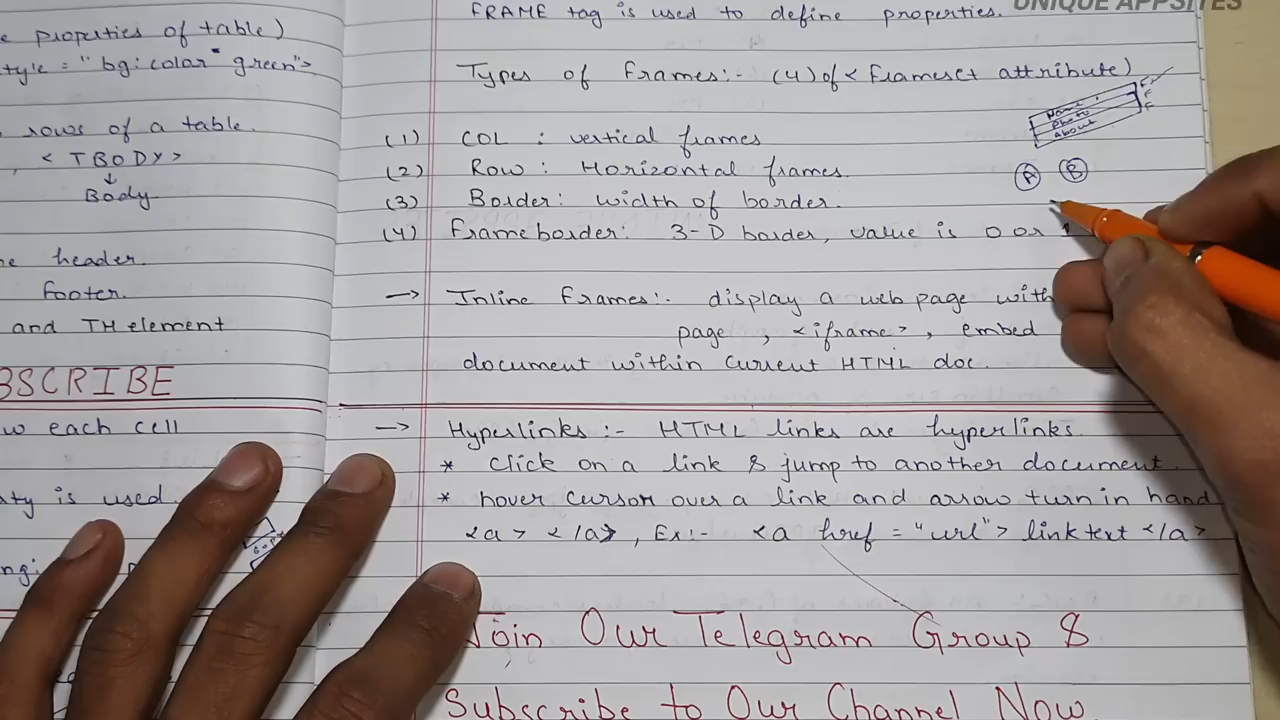 UNIQUE APPSITES
e properties of table)
style = "bg:color" green">
rows of a table.
< TBODY>
↓
Body
header.
footer.
and TH element
BSCRIBE
each cell
is used
FRAME tag is used to define properties.
Types of Frames:- (4) of < frameset attribute)
Name
Photo
About
(1) COL : vertical frames
(2) Row : Horizontal frames.
A B
(3) Border: width of border.
(4) Frameborder: 3-D border, value is 0 or 1
→ Inline Frames:- display a web page with
page , <iframe> , embed
document within current HTML doc.
→ Hyperlinks :- HTML links are hyperlinks.
* click on a link & jump to another document.
* hover cursor over a link and arrow turn in hand
<a> </a> , Ex:- <a href = "url"> link text </a>
Join Our Telegram Group &
Subscribe to Our Channel Now.